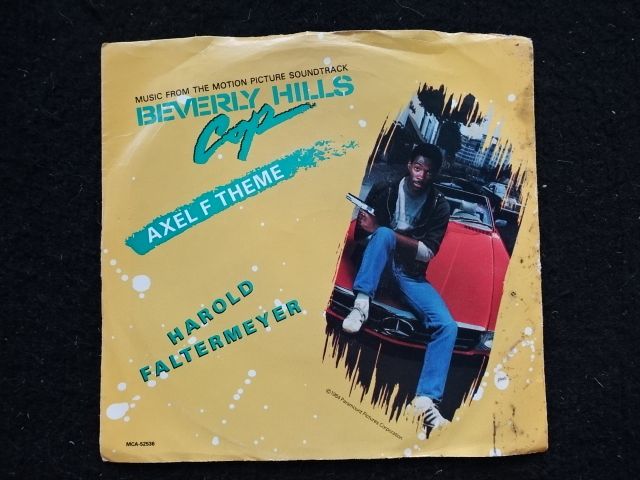 MUSIC FROM THE MOTION PICTURE SOUNDTRACK
BEVERLY HILLS
Cop
AXEL F THEME
HAROLD
FALTERMEYER
© 1984 Paramount Pictures Corporation
MCA-52536